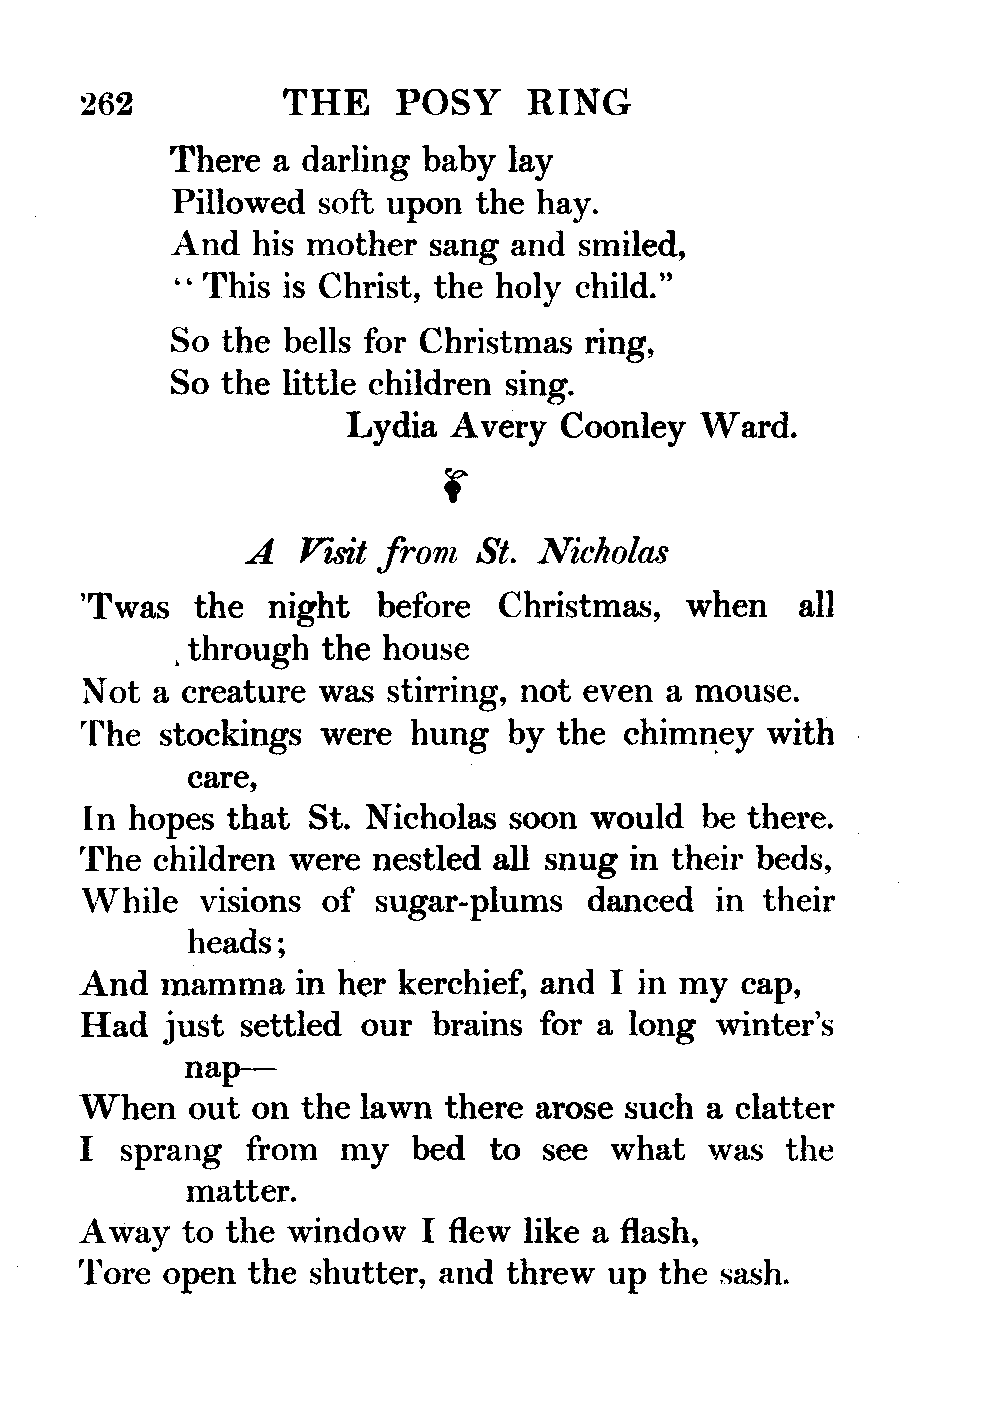 262 THE POSY RING
There a darling baby lay
Pillowed soft upon the hay.
And his mother sang and smiled,
“This is Christ, the holy child.”
So the bells for Christmas ring,
So the little children sing.
Lydia Avery Coonley Ward.
A Visit from St. Nicholas
’Twas the night before Christmas, when all
through the house
Not a creature was stirring, not even a mouse.
The stockings were hung by the chimney with
care,
In hopes that St. Nicholas soon would be there.
The children were nestled all snug in their beds,
While visions of sugar-plums danced in their
heads;
And mamma in her kerchief, and I in my cap,
Had just settled our brains for a long winter’s
nap—
When out on the lawn there arose such a clatter
I sprang from my bed to see what was the
matter.
Away to the window I flew like a flash,
Tore open the shutter, and threw up the sash.